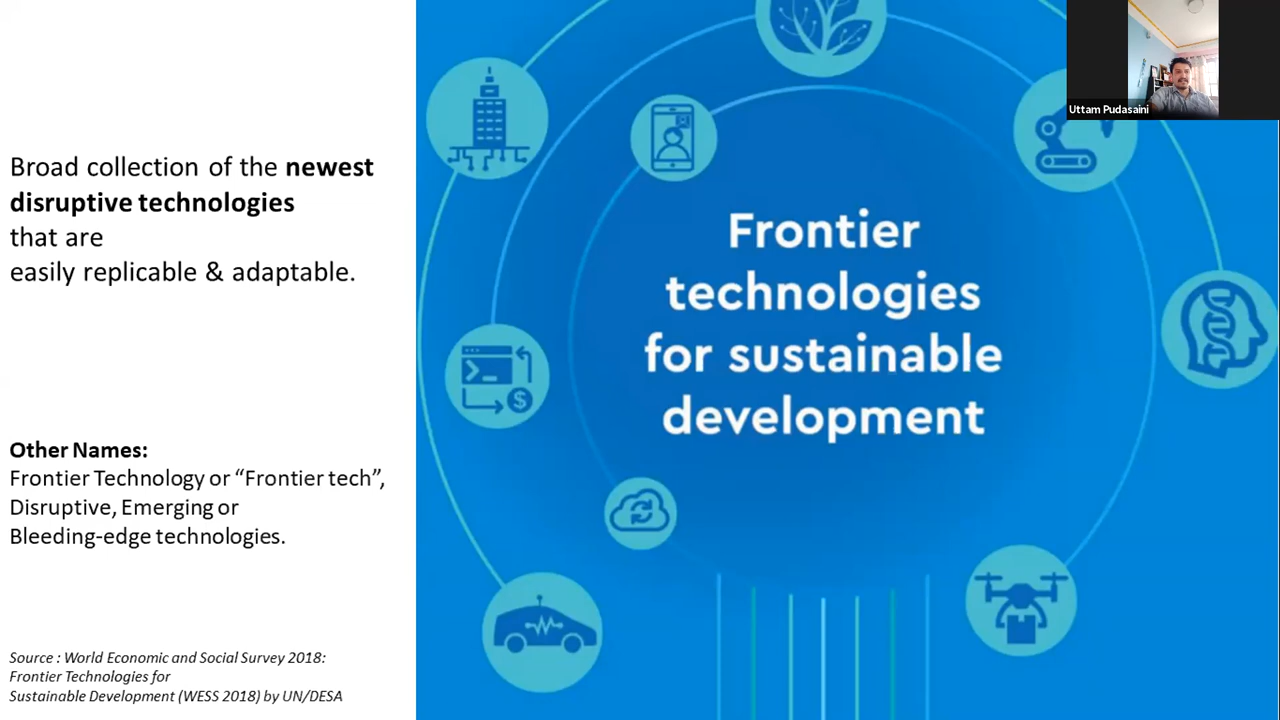 Broad collection of the newest
disruptive technologies
that are
easily replicable & adaptable.
Other Names:
Frontier Technology or “Frontier tech”,
Disruptive, Emerging or
Bleeding-edge technologies.
Source : World Economic and Social Survey 2018:
Frontier Technologies for
Sustainable Development (WESS 2018) by UN/DESA
Frontier
technologies
for sustainable
development
$
Uttam Pudasaini